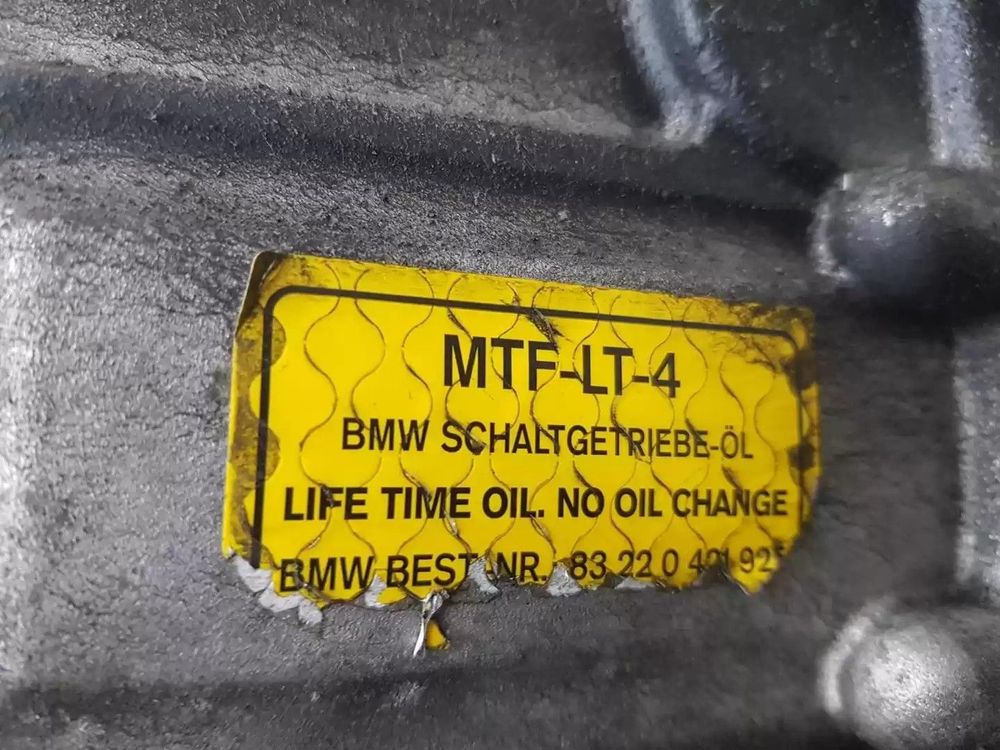 MTF-LT-4
BMW SCHALTGETRIEBE-ÖL
LIFE TIME OIL. NO OIL CHANGE
BMW BEST.-NR. 83 22 0